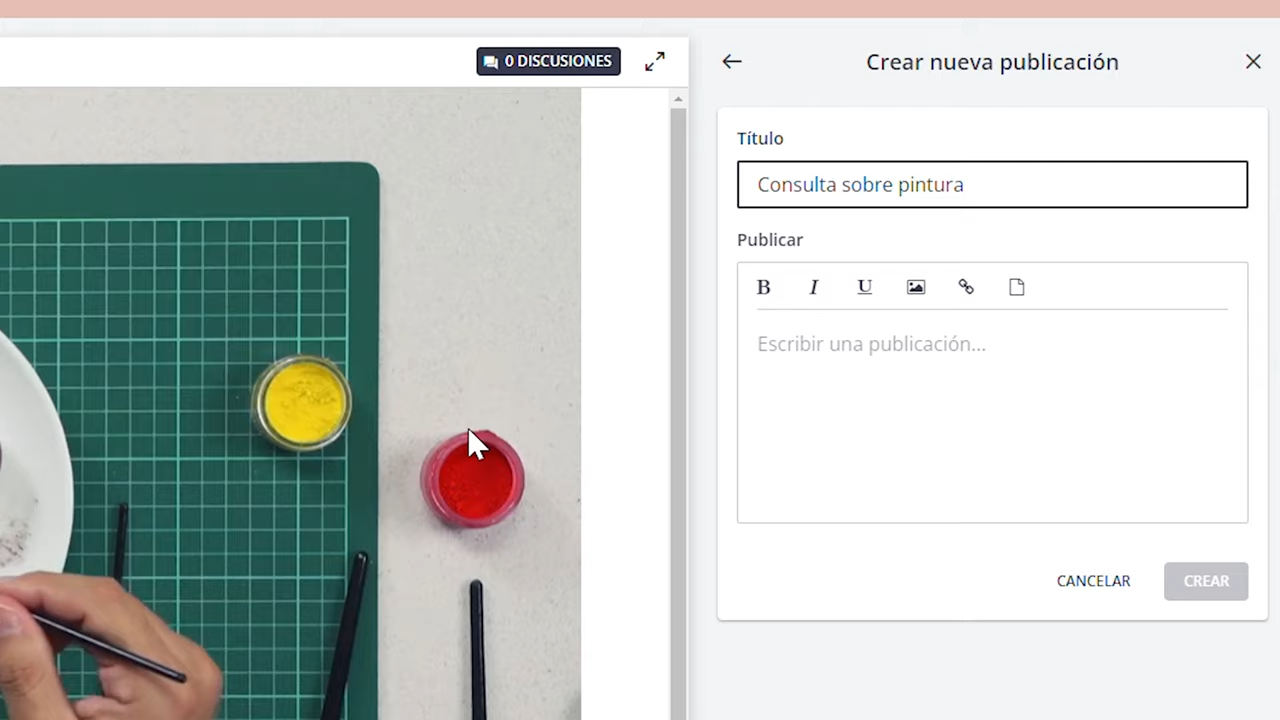 0 DISCUSIONES
Crear nueva publicación
Título
Consulta sobre pintura
Publicar
B I U
Escribir una publicación...
CANCELAR CREAR